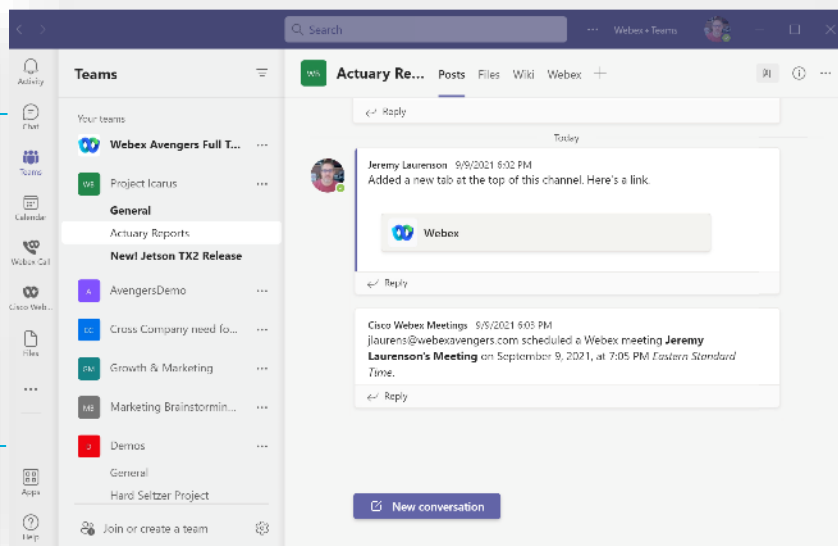 Search
Webex+Teams
Activity
Chat
Teams
Calendar
Webex Call
Cisco Web...
Files
Apps
Help
Teams
Your teams
Webex Avengers Full T...
WB
Project Icarus
General
Actuary Reports
New! Jetson TX2 Release
A
AvengersDemo
CC
Cross Company need fo...
GM
Growth & Marketing
MB
Marketing Brainstormin...
D
Demos
General
Hard Seltzer Project
Join or create a team
Actuary Re... Posts Files Wiki Webex
Reply
Today
Jeremy Laurenson 9/9/2021 6:02 PM
Added a new tab at the top of this channel. Here's a link.
Webex
Reply
Cisco Webex Meetings 9/9/2021 6:03 PM
jlaurens@webexavengers.com scheduled a Webex meeting Jeremy
Laurenson's Meeting on September 9, 2021, at 7:05 PM Eastern Standard
Time.
Reply
New conversation